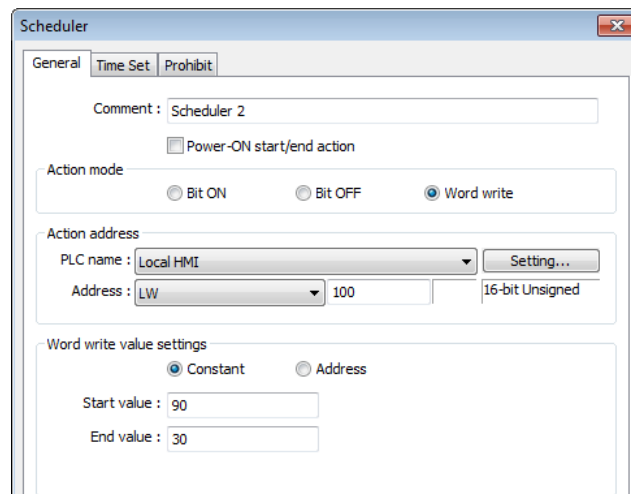 Scheduler
General Time Set Prohibit
Comment : Scheduler 2
Power-ON start/end action
Action mode
Bit ON Bit OFF Word write
Action address
PLC name : Local HMI Setting...
Address : LW 100 16-bit Unsigned
Word write value settings
Constant Address
Start value : 90
End value : 30